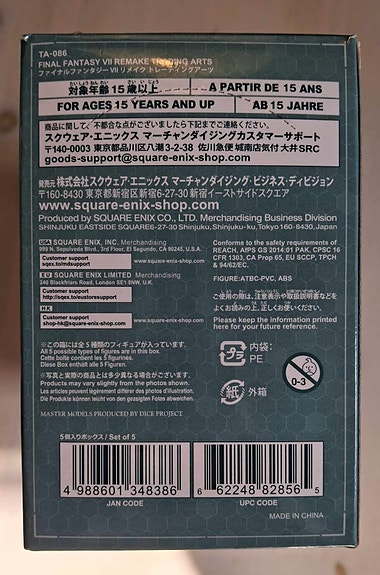 TA-086
FINAL FANTASY VII REMAKE TRADING ARTS
ファイナルファンタジー VII リメイク トレーディングアーツ
対象年齢 15 歳以上
A PARTIR DE 15 ANS
FOR AGES 15 YEARS AND UP
AB 15 JAHRE
商品に関して、不都合な点がございましたら下記までご連絡ください。
スクウェア・エニックス マーチャンダイジングカスタマーサポート
〒140-0003 東京都品川区八潮 3-2-38 佐川急便 城南店気付 大井SRC
goods-support@square-enix-shop.com
発売元 株式会社スクウェア・エニックス マーチャンダイジング・ビジネス・ディビジョン
〒160-8430 東京都新宿区新宿6-27-30 新宿イーストサイドスクエア
www.square-enix-shop.com
Produced by SQUARE ENIX CO., LTD. Merchandising Business Division
SHINJUKU EASTSIDE SQUARE6-27-30 Shinjuku, Shinjuku-ku, Tokyo 160-8430, Japan
USA SQUARE ENIX, INC. Merchandising
999 N. Sepulveda Blvd., 3rd Floor, El Segundo, CA 90245, U.S.A.
Customer support
sqex.to/mdsupport
EU SQUARE ENIX LIMITED Merchandising
240 Blackfriars Road, London SE1 8NW, U.K.
Customer support
http://sqex.to/eustoresupport
HK
Customer support
shop-hk@square-enix.com
www.square-enix-shop.com
Conforms to the safety requirements of
REACH, AIPS GS 2014:01 PAK, CPBC 16
CFR 1303, CA Prop 65, EU SCCP, TPCH
& 94/62/EC.
FIGURE:ATBC-PVC, ABS
ご使用の際は、注意表示や取扱説明書などを
よくお読みの上、正しくお使いください。
Please keep the information printed
here for your future reference.
※この箱には全5種類のフィギュアが入っています。
All 5 possible types of figures are in this box.
Cette boîte contient les 5 figurines.
Diese Box enthält alle 5 Figuren.
※写真と実際の商品とは多少異なる場合がございます。
Products may vary slightly from the photos shown.
Les articles peuvent légèrement différer des photos et illustrations.
Die Produkte können leicht von den gezeigten Fotos abweichen.
MASTER MODELS PRODUCED BY DICE PROJECT
プラ
内袋:
PE
紙
外箱
0-3
5個入りボックス / Set of 5
4 988601 348386
JAN CODE
6 62248 82856 5
UPC CODE
MADE IN CHINA